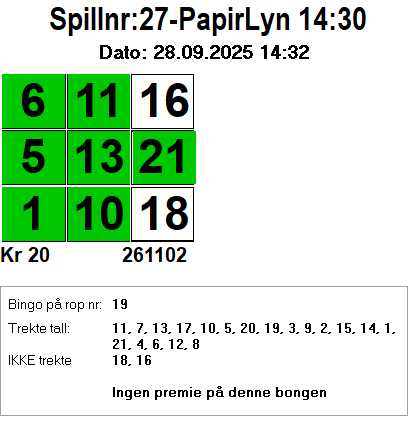 Spillnr:27-PapirLyn 14:30
Dato: 28.09.2025 14:32
6 11 16
5 13 21
1 10 18
Kr 20 261102
Bingo på rop nr: 19
Trekte tall: 11, 7, 13, 17, 10, 5, 20, 19, 3, 9, 2, 15, 14, 1,
21, 4, 6, 12, 8
IKKE trekte 18, 16
Ingen premie på denne bongen